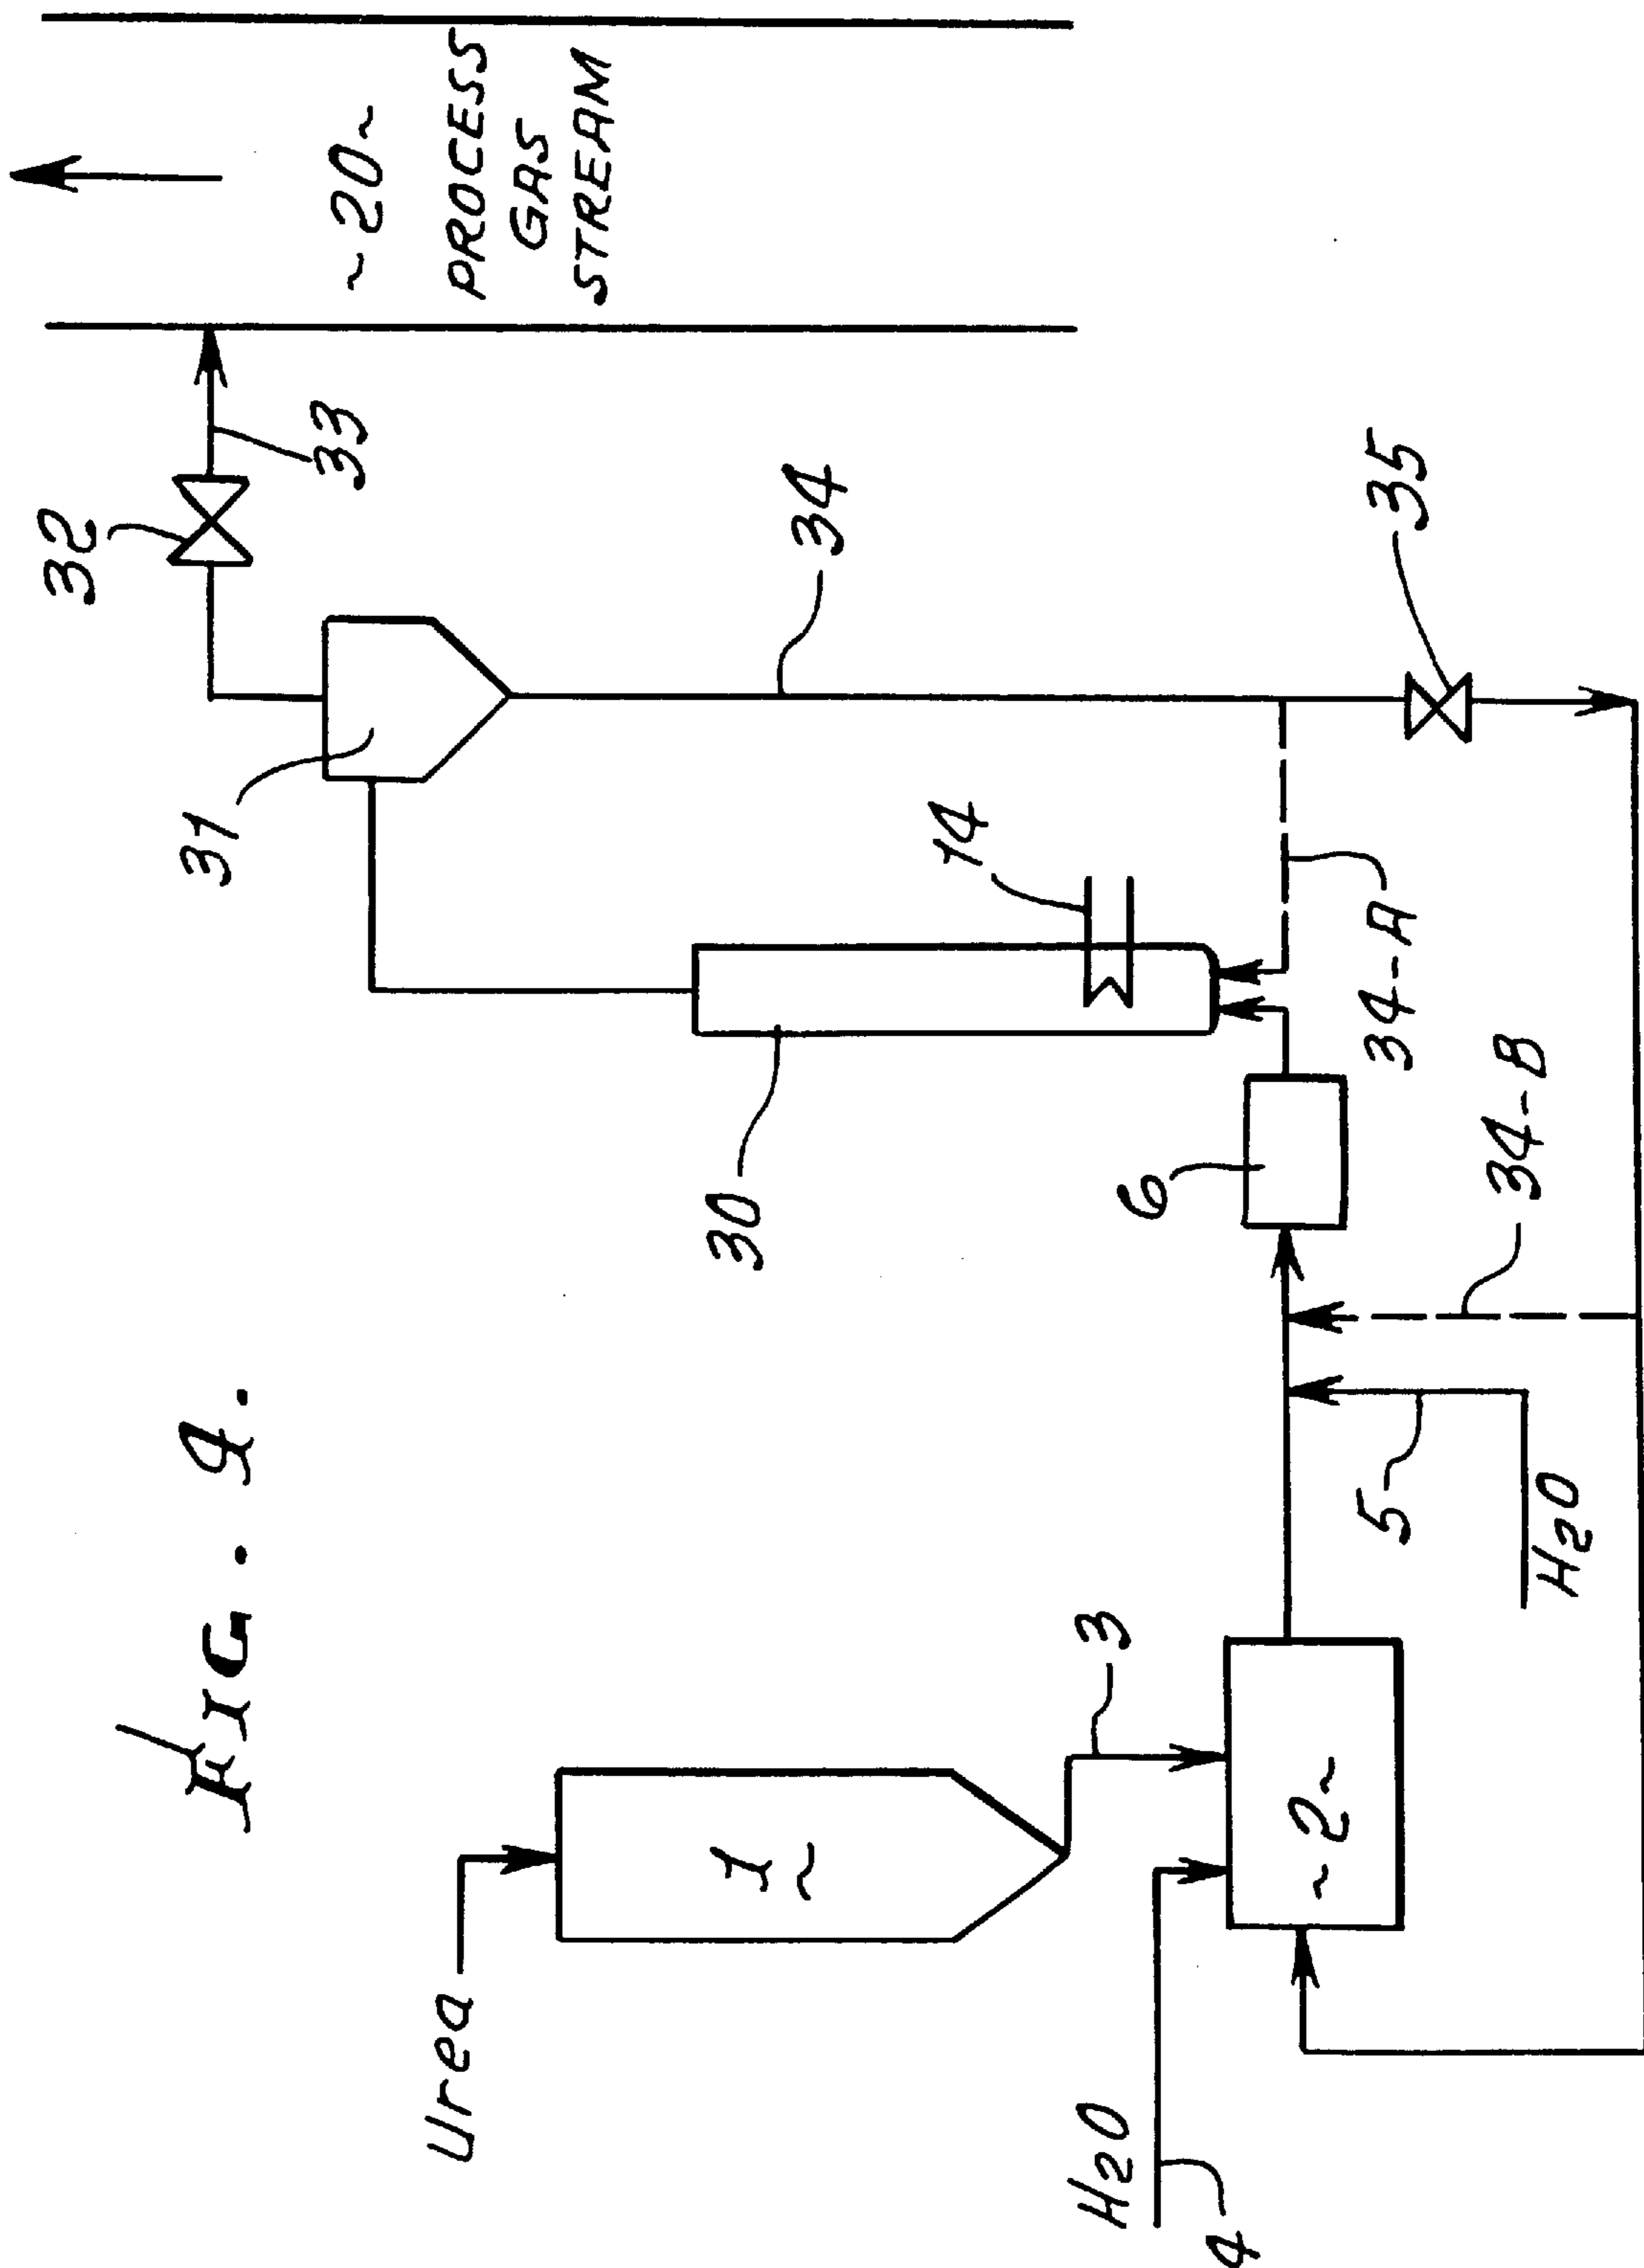 FIG. 4.
Urea
1
H2O
4
3
~2~
H2O
5
6
34-B
34-A
30
14
31
32
33
34
35
~20~
PROCESS
GAS
STREAM